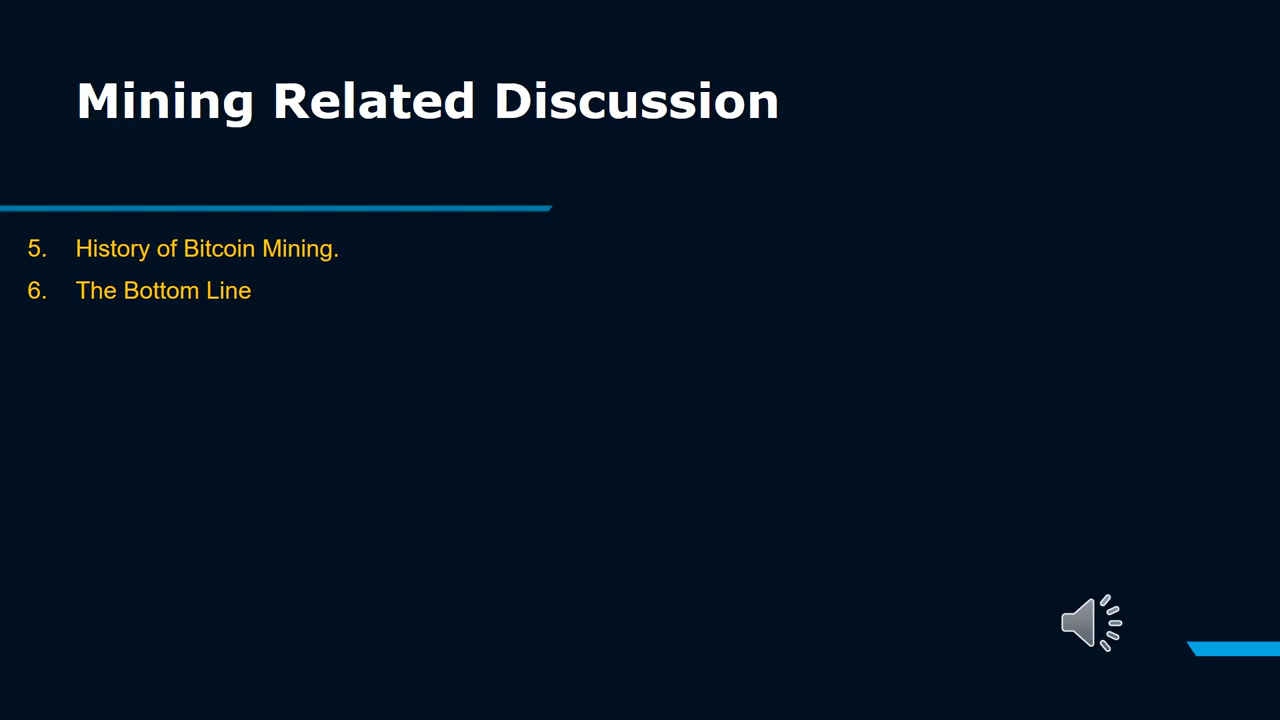 Mining Related Discussion
5. History of Bitcoin Mining.
6. The Bottom Line